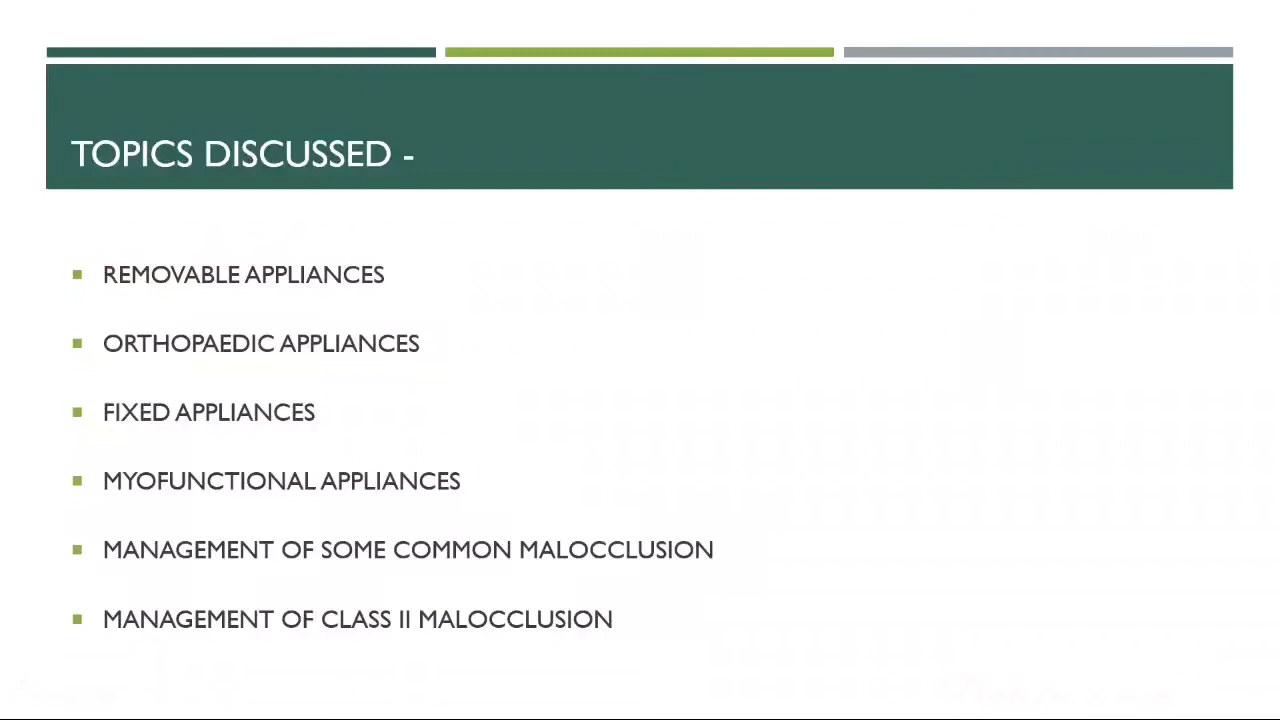 TOPICS DISCUSSED -
REMOVABLE APPLIANCES
ORTHOPAEDIC APPLIANCES
FIXED APPLIANCES
MYOFUNCTIONAL APPLIANCES
MANAGEMENT OF SOME COMMON MALOCCLUSION
MANAGEMENT OF CLASS II MALOCCLUSION